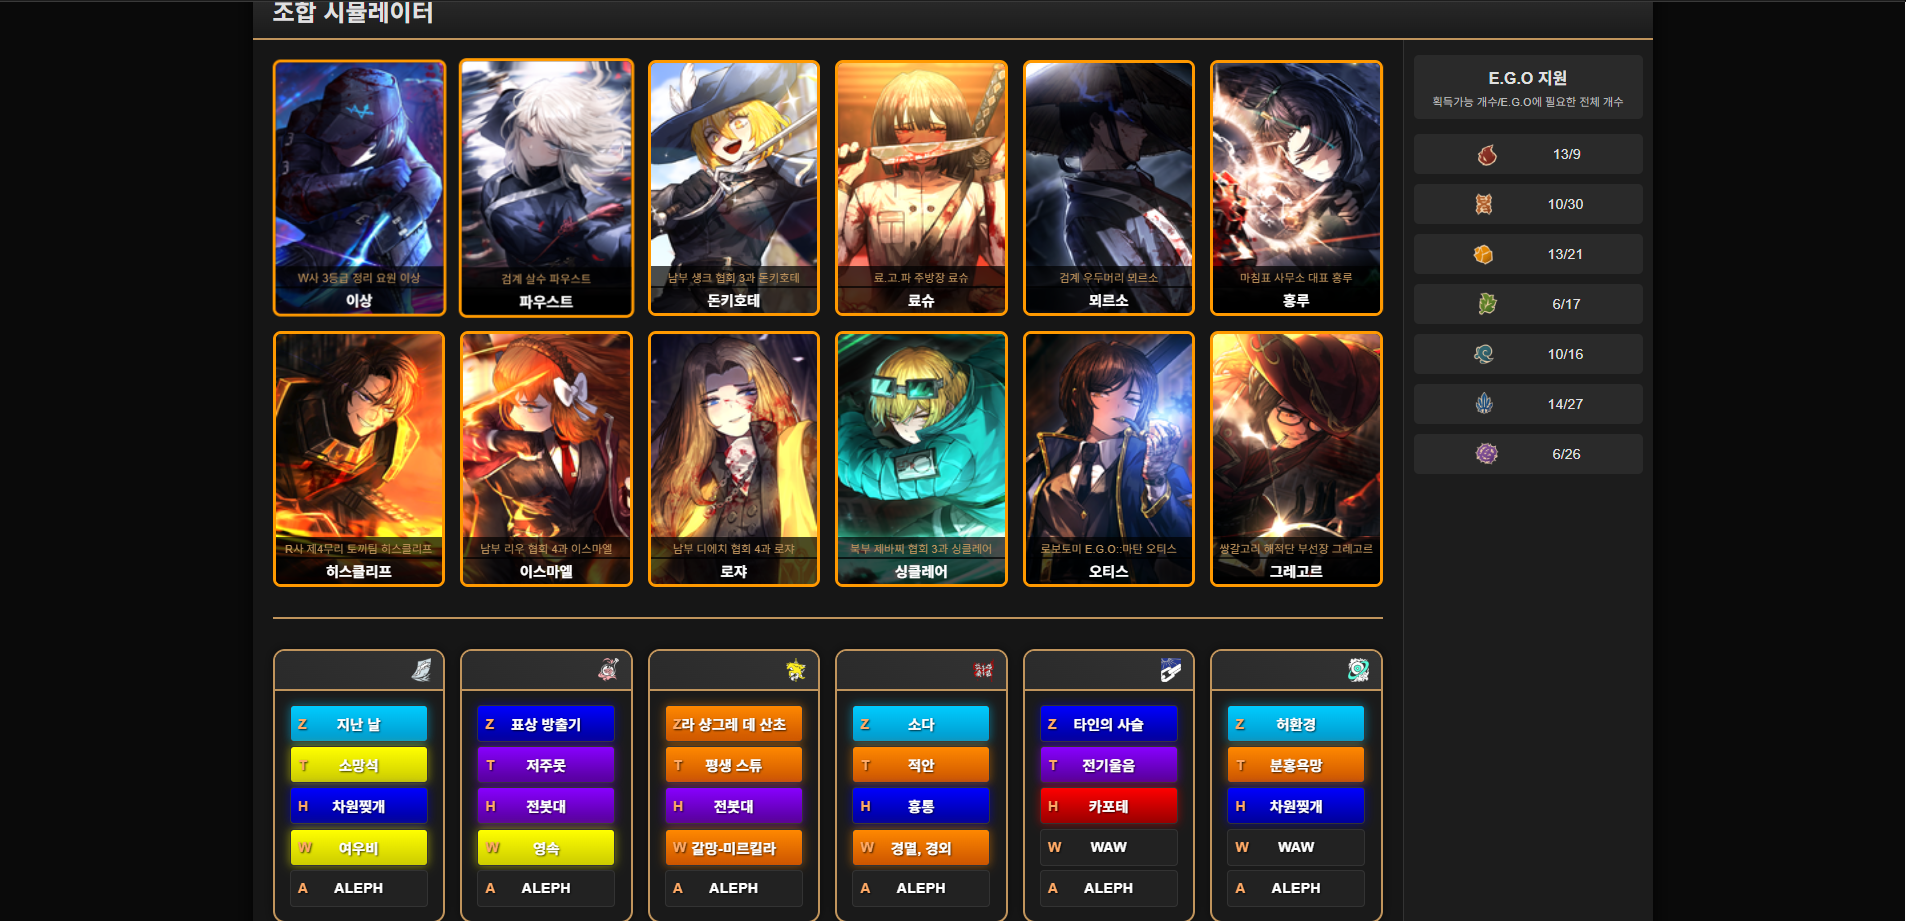 조합 시뮬레이터
W사 3등급 정리 요원 이상
이상
검계 살수 파우스트
파우스트
남부 섕크 협회 3과 돈키호테
돈키호테
료.고.파 주방장 료슈
료슈
검계 우두머리 뫼르소
뫼르소
마침표 사무소 대표 홍루
홍루
R사 제4무리 토끼팀 히스클리프
히스클리프
남부 리우 협회 4과 이스마엘
이스마엘
남부 디에치 협회 4과 로쟈
로쟈
북부 제바찌 협회 3과 싱클레어
싱클레어
로보토미 E.G.O::마탄 오티스
오티스
쌍갈고리 해적단 부선장 그레고르
그레고르
E.G.O 지원
획득가능 개수/E.G.O에 필요한 전체 개수
13/9
10/30
13/21
6/17
10/16
14/27
6/26
Z 지난 날
T 소망석
H 차원찢개
W 여우비
A ALEPH
Z 표상 방출기
T 저주못
H 전봇대
W 영속
A ALEPH
Z라 샹그레 데 산초
T 평생 스튜
H 전봇대
W 갈망-미르킬라
A ALEPH
Z 소다
T 적안
H 흉통
W 경멸, 경외
A ALEPH
Z 타인의 사슬
T 전기울음
H 카포테
W WAW
A ALEPH
Z 허환경
T 분홍욕망
H 차원찢개
W WAW
A ALEPH